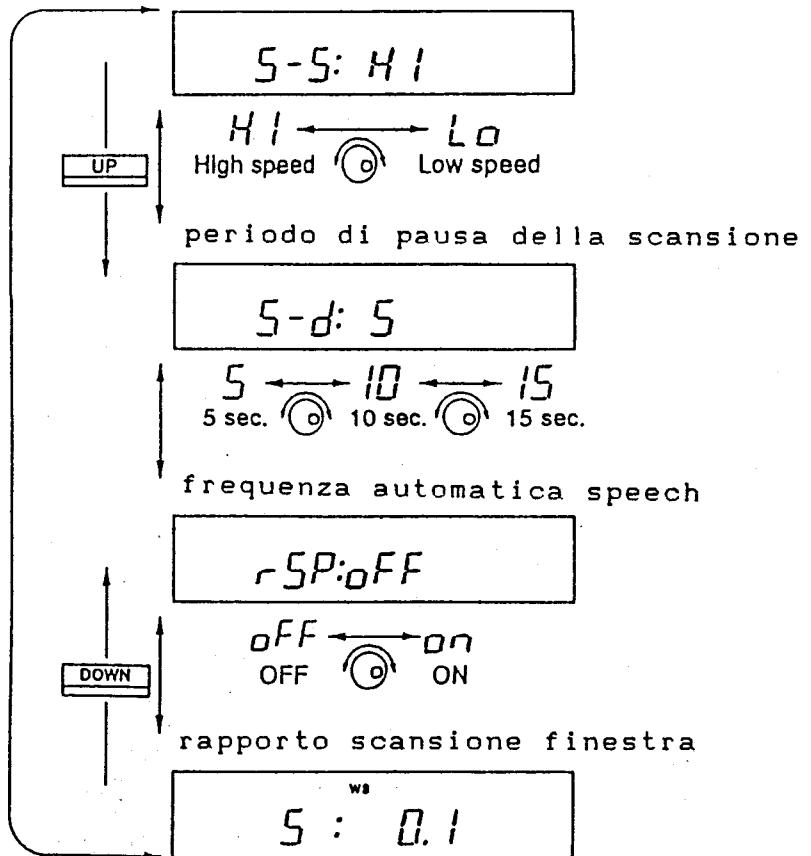 S-S: HI
HI Lo
UP
High speed Low speed
periodo di pausa della scansione
S-d: 5
5 10 15
5 sec. 10 sec. 15 sec.
frequenza automatica speech
rSP:oFF
oFF on
DOWN
OFF ON
rapporto scansione finestra
WS
S : 0.1